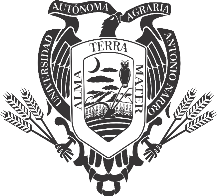 UNIVERSIDAD
AUTÓNOMA
AGRARIA
ANTONIO NARRO
ALMA
TERRA
MATER